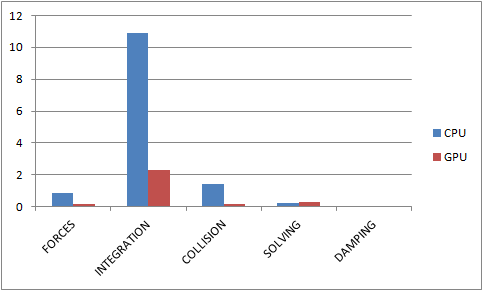 12
10
8
6
4
2
0
FORCES
INTEGRATION
COLLISION
SOLVING
DAMPING
CPU
GPU